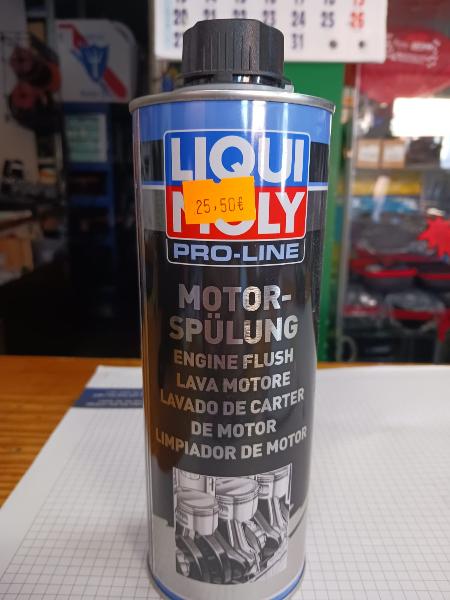 LIQUI
MOLY
25,50€
PRO-LINE
MOTOR-
SPÜLUNG
ENGINE FLUSH
LAVA MOTORE
LAVADO DE CARTER
DE MOTOR
LIMPIADOR DE MOTOR